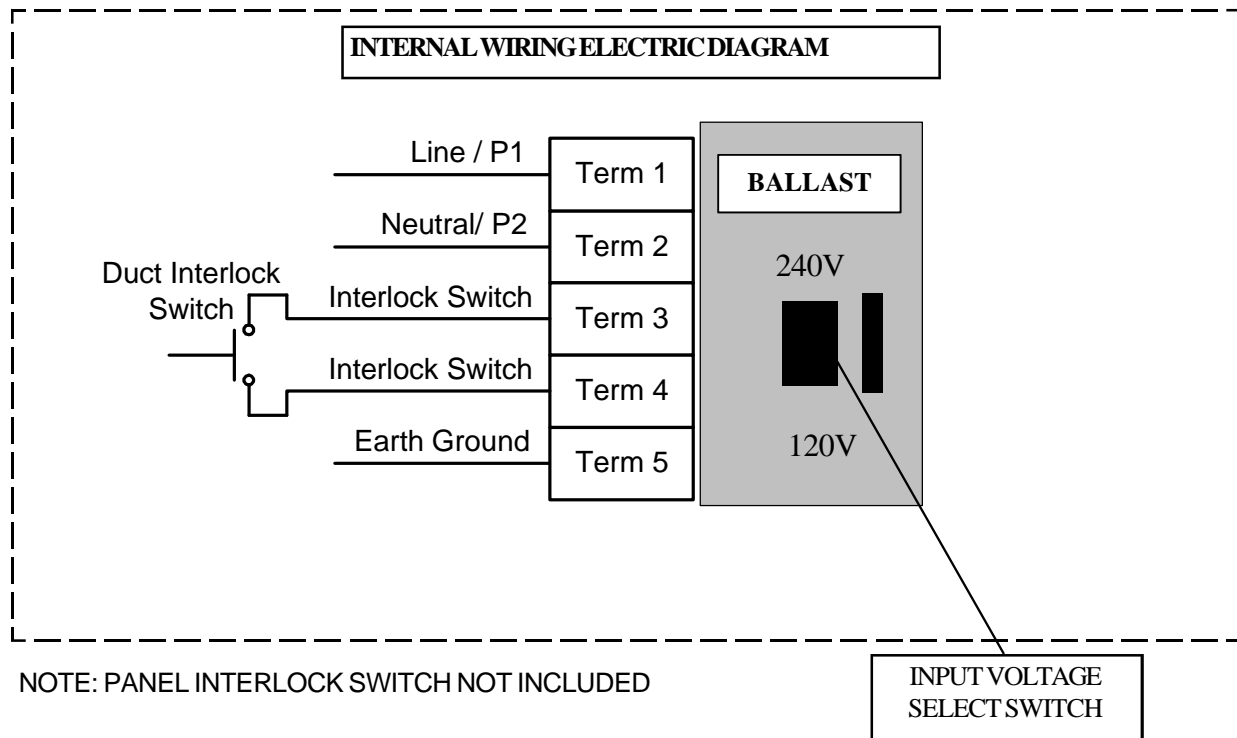 INTERNAL WIRING ELECTRIC DIAGRAM
Line / P1
Term 1
BALLAST
Neutral/ P2
Term 2
240V
Duct Interlock
Switch
Interlock Switch
Term 3
Interlock Switch
Term 4
120V
Earth Ground
Term 5
NOTE: PANEL INTERLOCK SWITCH NOT INCLUDED
INPUT VOLTAGE
SELECT SWITCH